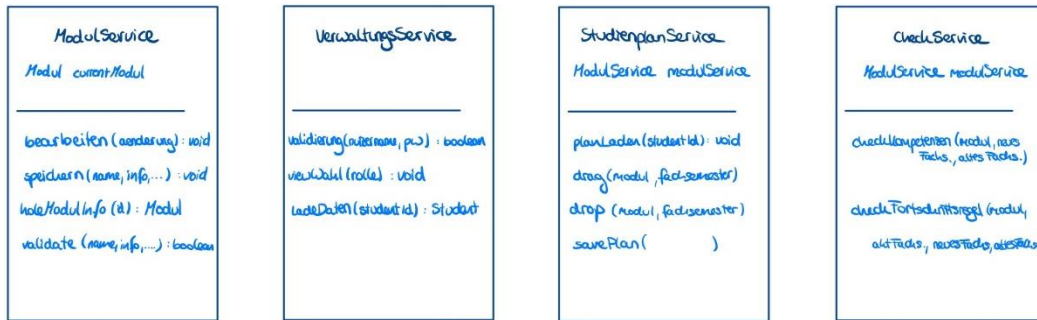 ModulService
Modul currentModul
bearbeiten (aenderung) : void
speichern (name, info, ...) : void
holeModulInfo (id) : Modul
validate (name, info, ....) : boolean
VerwaltungsService
validierung (username, pw) : boolean
viewWahl (rolle) : void
ladeDaten (studentId) : Student
StudienplanService
ModulService modulService
planLaden (studentId) : void
drag (modul, fachsemester)
drop (modul, fachsemester)
savePlan ( )
CheckService
ModulService modulService
checkKompetenzen (modul, neues
Fachs., altes Fachs.)
checkFortschrittsregel (modul,
aktFachs., neuesFachs, altesFachs